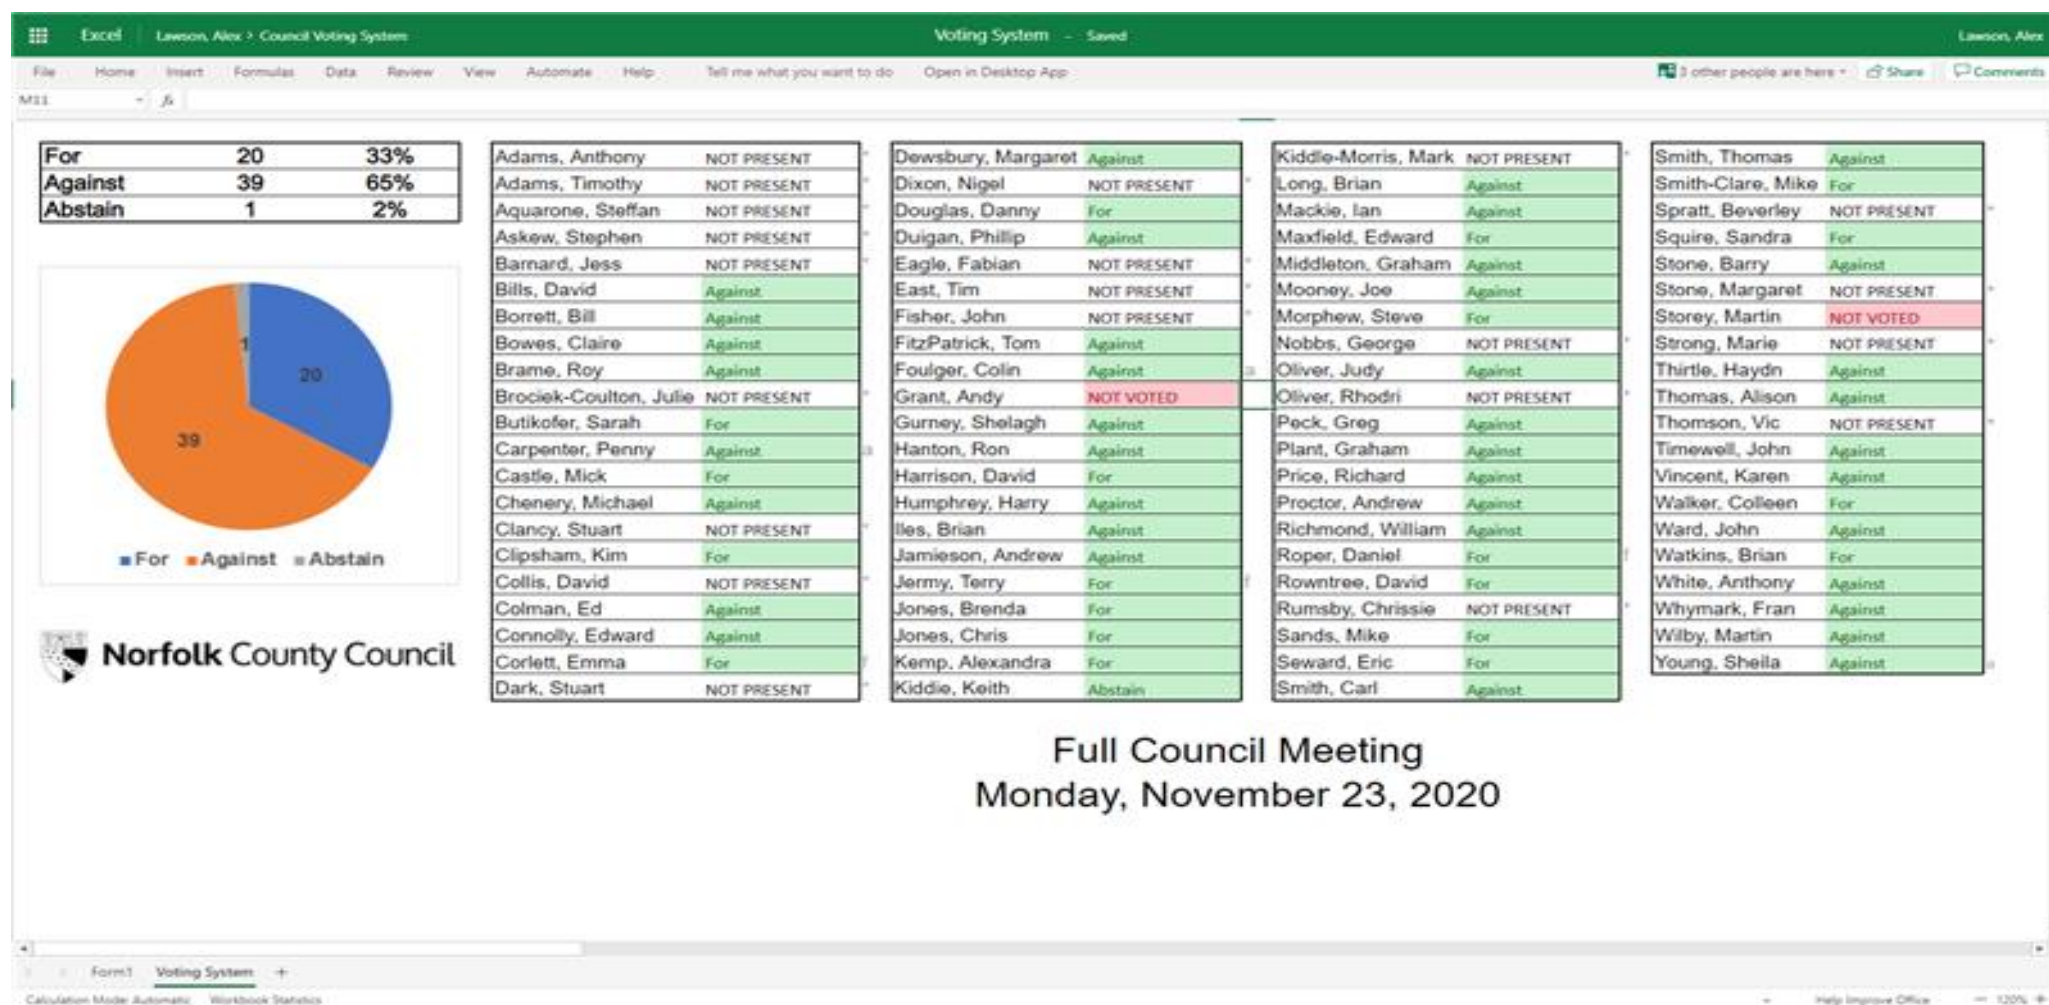 Excel Lawson, Alex > Council Voting System Voting System - Saved Lawson, Alex
File Home Insert Formulas Data Review View Automate Help Tell me what you want to do Open in Desktop App 3 other people are here Share Comments
M11 fx
For 20 33%
Against 39 65%
Abstain 1 2%
1
20
39
For Against Abstain
Norfolk County Council
Adams, Anthony NOT PRESENT
Adams, Timothy NOT PRESENT
Aquarone, Steffan NOT PRESENT
Askew, Stephen NOT PRESENT
Barnard, Jess NOT PRESENT
Bills, David Against
Borrett, Bill Against
Bowes, Claire Against
Brame, Roy Against
Brociek-Coulton, Julie NOT PRESENT
Butikofer, Sarah For
Carpenter, Penny Against
Castle, Mick For
Chenery, Michael Against
Clancy, Stuart NOT PRESENT
Clipsham, Kim For
Collis, David NOT PRESENT
Colman, Ed Against
Connolly, Edward Against
Corlett, Emma For
Dark, Stuart NOT PRESENT
Dewsbury, Margaret Against
Dixon, Nigel NOT PRESENT
Douglas, Danny For
Duigan, Phillip Against
Eagle, Fabian NOT PRESENT
East, Tim NOT PRESENT
Fisher, John NOT PRESENT
FitzPatrick, Tom Against
Foulger, Colin Against
Grant, Andy NOT VOTED
Gurney, Shelagh Against
Hanton, Ron Against
Harrison, David For
Humphrey, Harry Against
Iles, Brian Against
Jamieson, Andrew Against
Jermy, Terry For
Jones, Brenda For
Jones, Chris For
Kemp, Alexandra For
Kiddie, Keith Abstain
Kiddle-Morris, Mark NOT PRESENT
Long, Brian Against
Mackie, Ian Against
Maxfield, Edward For
Middleton, Graham Against
Mooney, Joe Against
Morphew, Steve For
Nobbs, George NOT PRESENT
Oliver, Judy Against
Oliver, Rhodri NOT PRESENT
Peck, Greg Against
Plant, Graham Against
Price, Richard Against
Proctor, Andrew Against
Richmond, William Against
Roper, Daniel For
Rowntree, David For
Rumsby, Chrissie NOT PRESENT
Sands, Mike For
Seward, Eric For
Smith, Carl Against
Smith, Thomas Against
Smith-Clare, Mike For
Spratt, Beverley NOT PRESENT
Squire, Sandra For
Stone, Barry Against
Stone, Margaret NOT PRESENT
Storey, Martin NOT VOTED
Strong, Marie NOT PRESENT
Thirtle, Haydn Against
Thomas, Alison Against
Thomson, Vic NOT PRESENT
Timewell, John Against
Vincent, Karen Against
Walker, Colleen For
Ward, John Against
Watkins, Brian For
White, Anthony Against
Whymark, Fran Against
Wilby, Martin Against
Young, Sheila Against
Full Council Meeting
Monday, November 23, 2020
Form1 Voting System +
Calculation Mode: Automatic Workbook Statistics Help Improve Office - 120% +